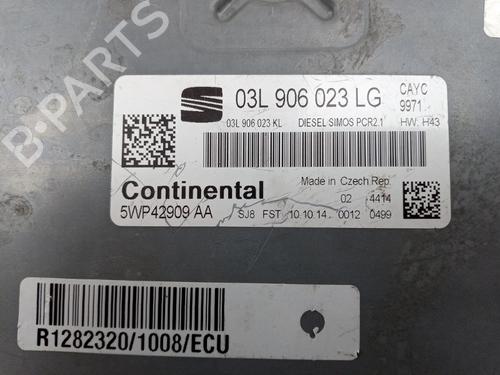 03L 906 023 LG
CAYC
9971
03L 906 023 KL DIESEL SIMOS PCR2.1 HW: H43
Continental
Made in Czech Rep.
02 4414
5WP42909 AA SJ8 FST 10.10.14 0012 0499
R1282320/1008/ECU
B-PARTS